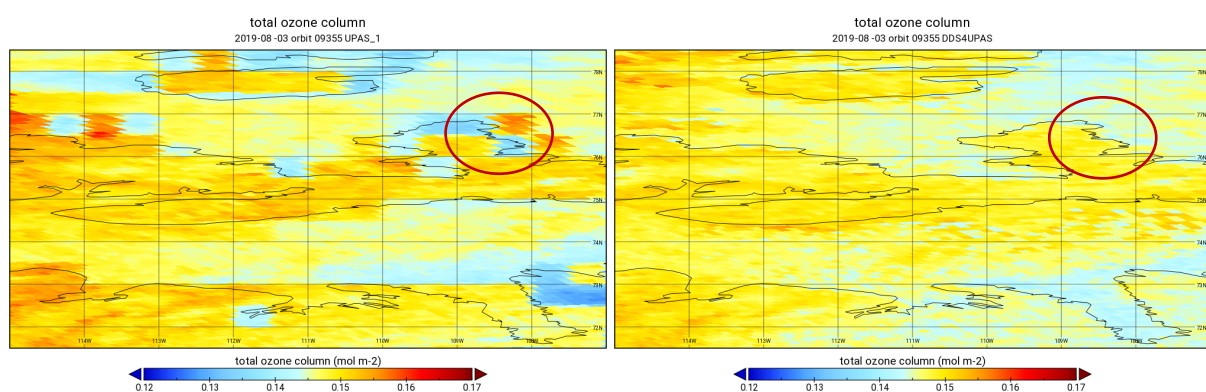 total ozone column
2019-08 -03 orbit 09355 UPAS_1
78N
77N
76N
75N
74N
73N
72N
114W 113W 112W 111W 110W 109W 108W
total ozone column (mol m-2)
0.12 0.13 0.14 0.15 0.16 0.17
total ozone column
2019-08 -03 orbit 09355 DDS4UPAS
78N
77N
76N
75N
74N
73N
72N
114W 113W 112W 111W 110W 109W 108W
total ozone column (mol m-2)
0.12 0.13 0.14 0.15 0.16 0.17